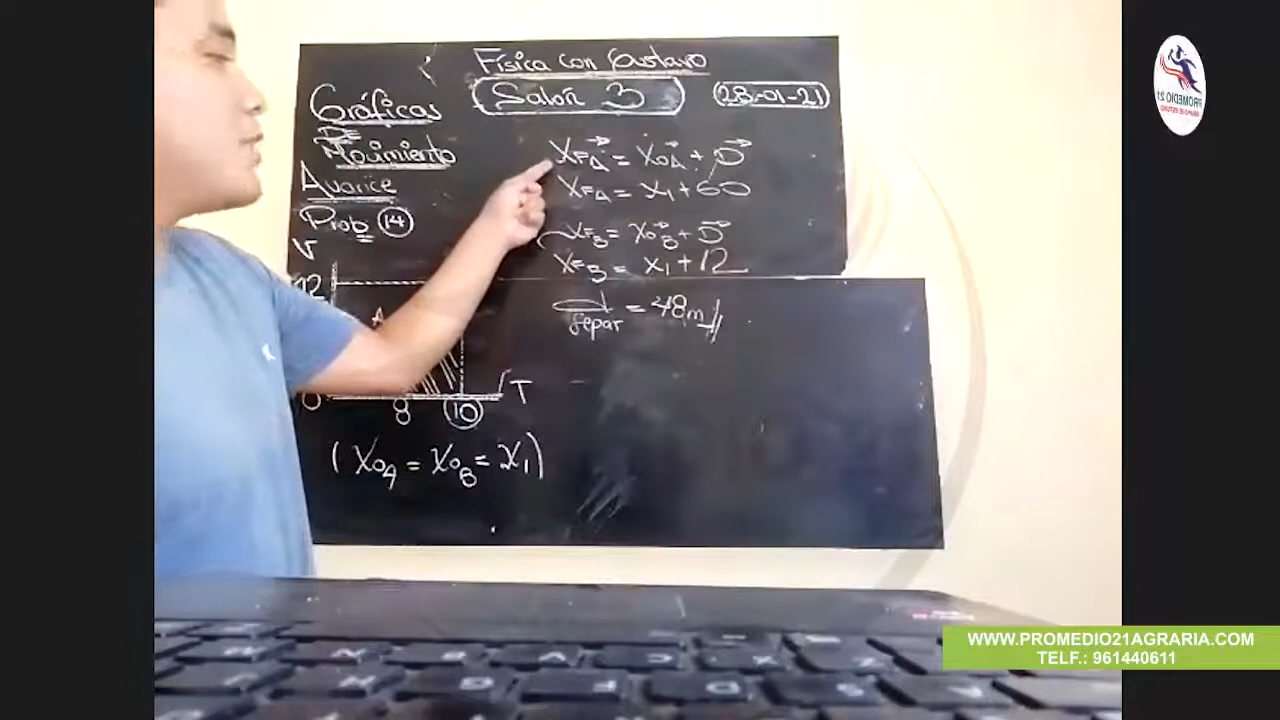 Física con Gustavo
Salón 3
(28-01-21)
Gráficas
De
Movimiento
Avance
Prob 14
XFA = XOA + D
XFA = X1 + 60
XFB = XOB + D
XFB = X1 + 12
d separ = 48m
V
12
A
0
8
10
T
(XOA = XOB = X1)
PROMEDIO 21
WWW.PROMEDIO21AGRARIA.COM
TELF.: 961440611